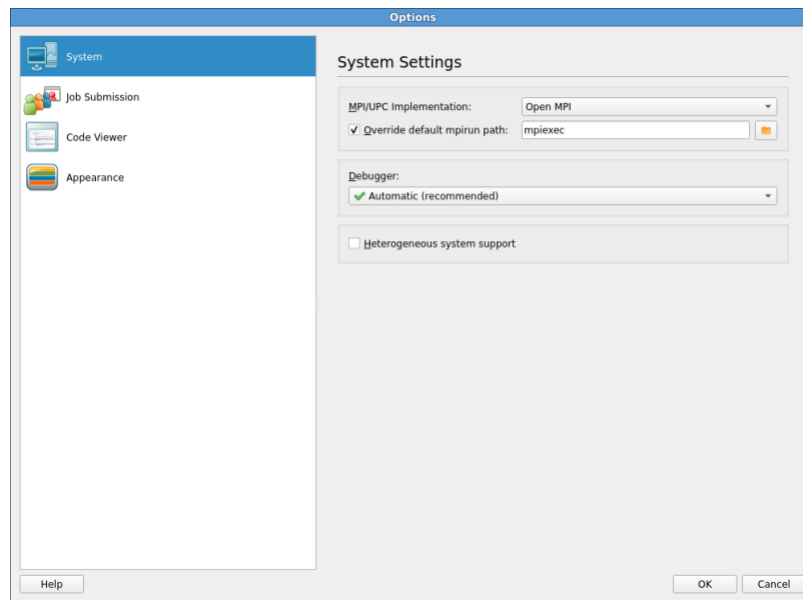 Options
System
Job Submission
Code Viewer
Appearance
System Settings
MPI/UPC Implementation: Open MPI
Override default mpirun path: mpiexec
Debugger:
Automatic (recommended)
Heterogeneous system support
Help OK Cancel